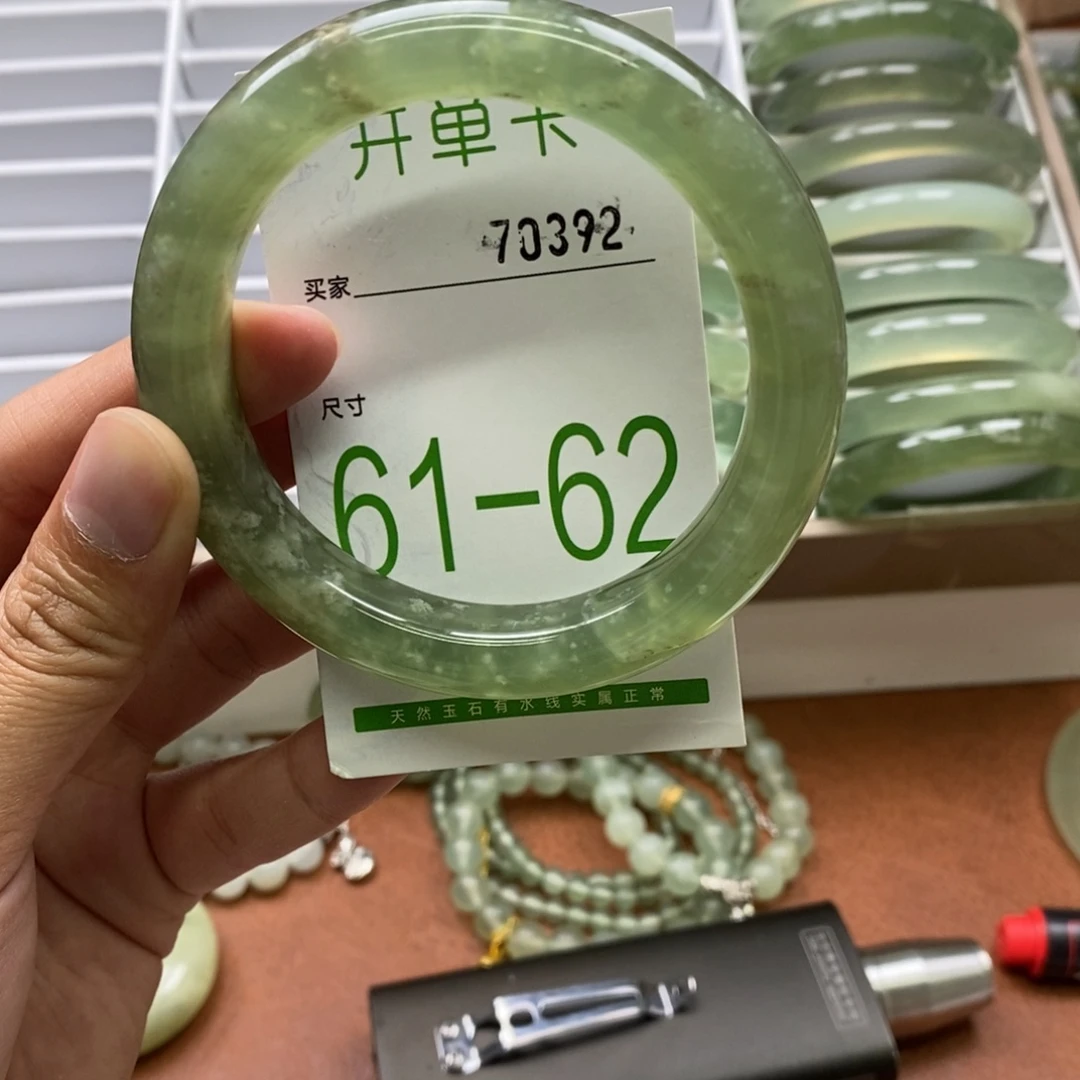 开单卡
70392
买家
尺寸
61-62
天然玉石有水线实属正常